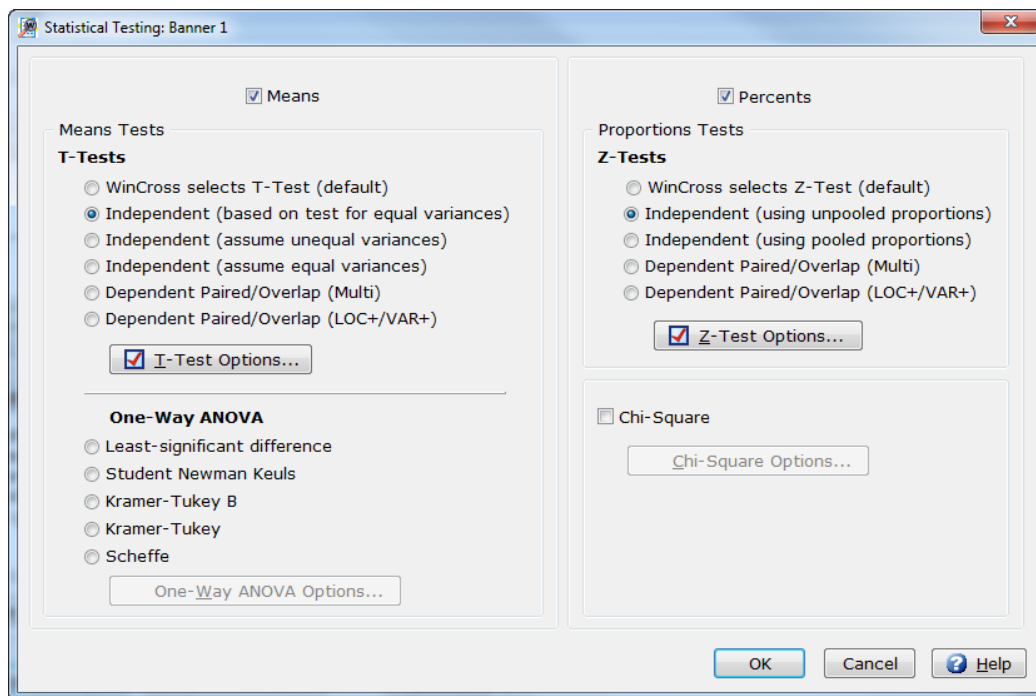 Statistical Testing: Banner 1
Means
Means Tests
T-Tests
WinCross selects T-Test (default)
Independent (based on test for equal variances)
Independent (assume unequal variances)
Independent (assume equal variances)
Dependent Paired/Overlap (Multi)
Dependent Paired/Overlap (LOC+/VAR+)
T-Test Options...
One-Way ANOVA
Least-significant difference
Student Newman Keuls
Kramer-Tukey B
Kramer-Tukey
Scheffe
One-Way ANOVA Options...
Percents
Proportions Tests
Z-Tests
WinCross selects Z-Test (default)
Independent (using unpooled proportions)
Independent (using pooled proportions)
Dependent Paired/Overlap (Multi)
Dependent Paired/Overlap (LOC+/VAR+)
Z-Test Options...
Chi-Square
Chi-Square Options...
OK
Cancel
Help